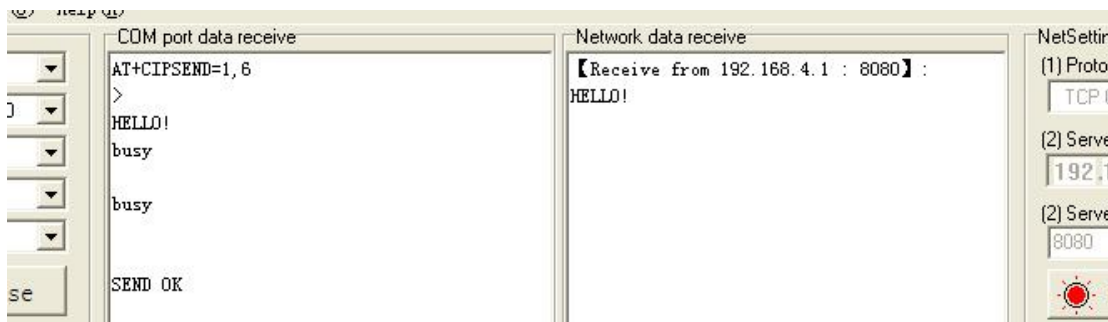 COM port data receive
AT+CIPSEND=1,6
>
HELLO!
busy
busy
SEND OK
Network data receive
【Receive from 192.168.4.1 : 8080】:
HELLO!
NetSettin
(1) Proto
TCP
(2) Serve
192.1
(2) Serve
8080
se